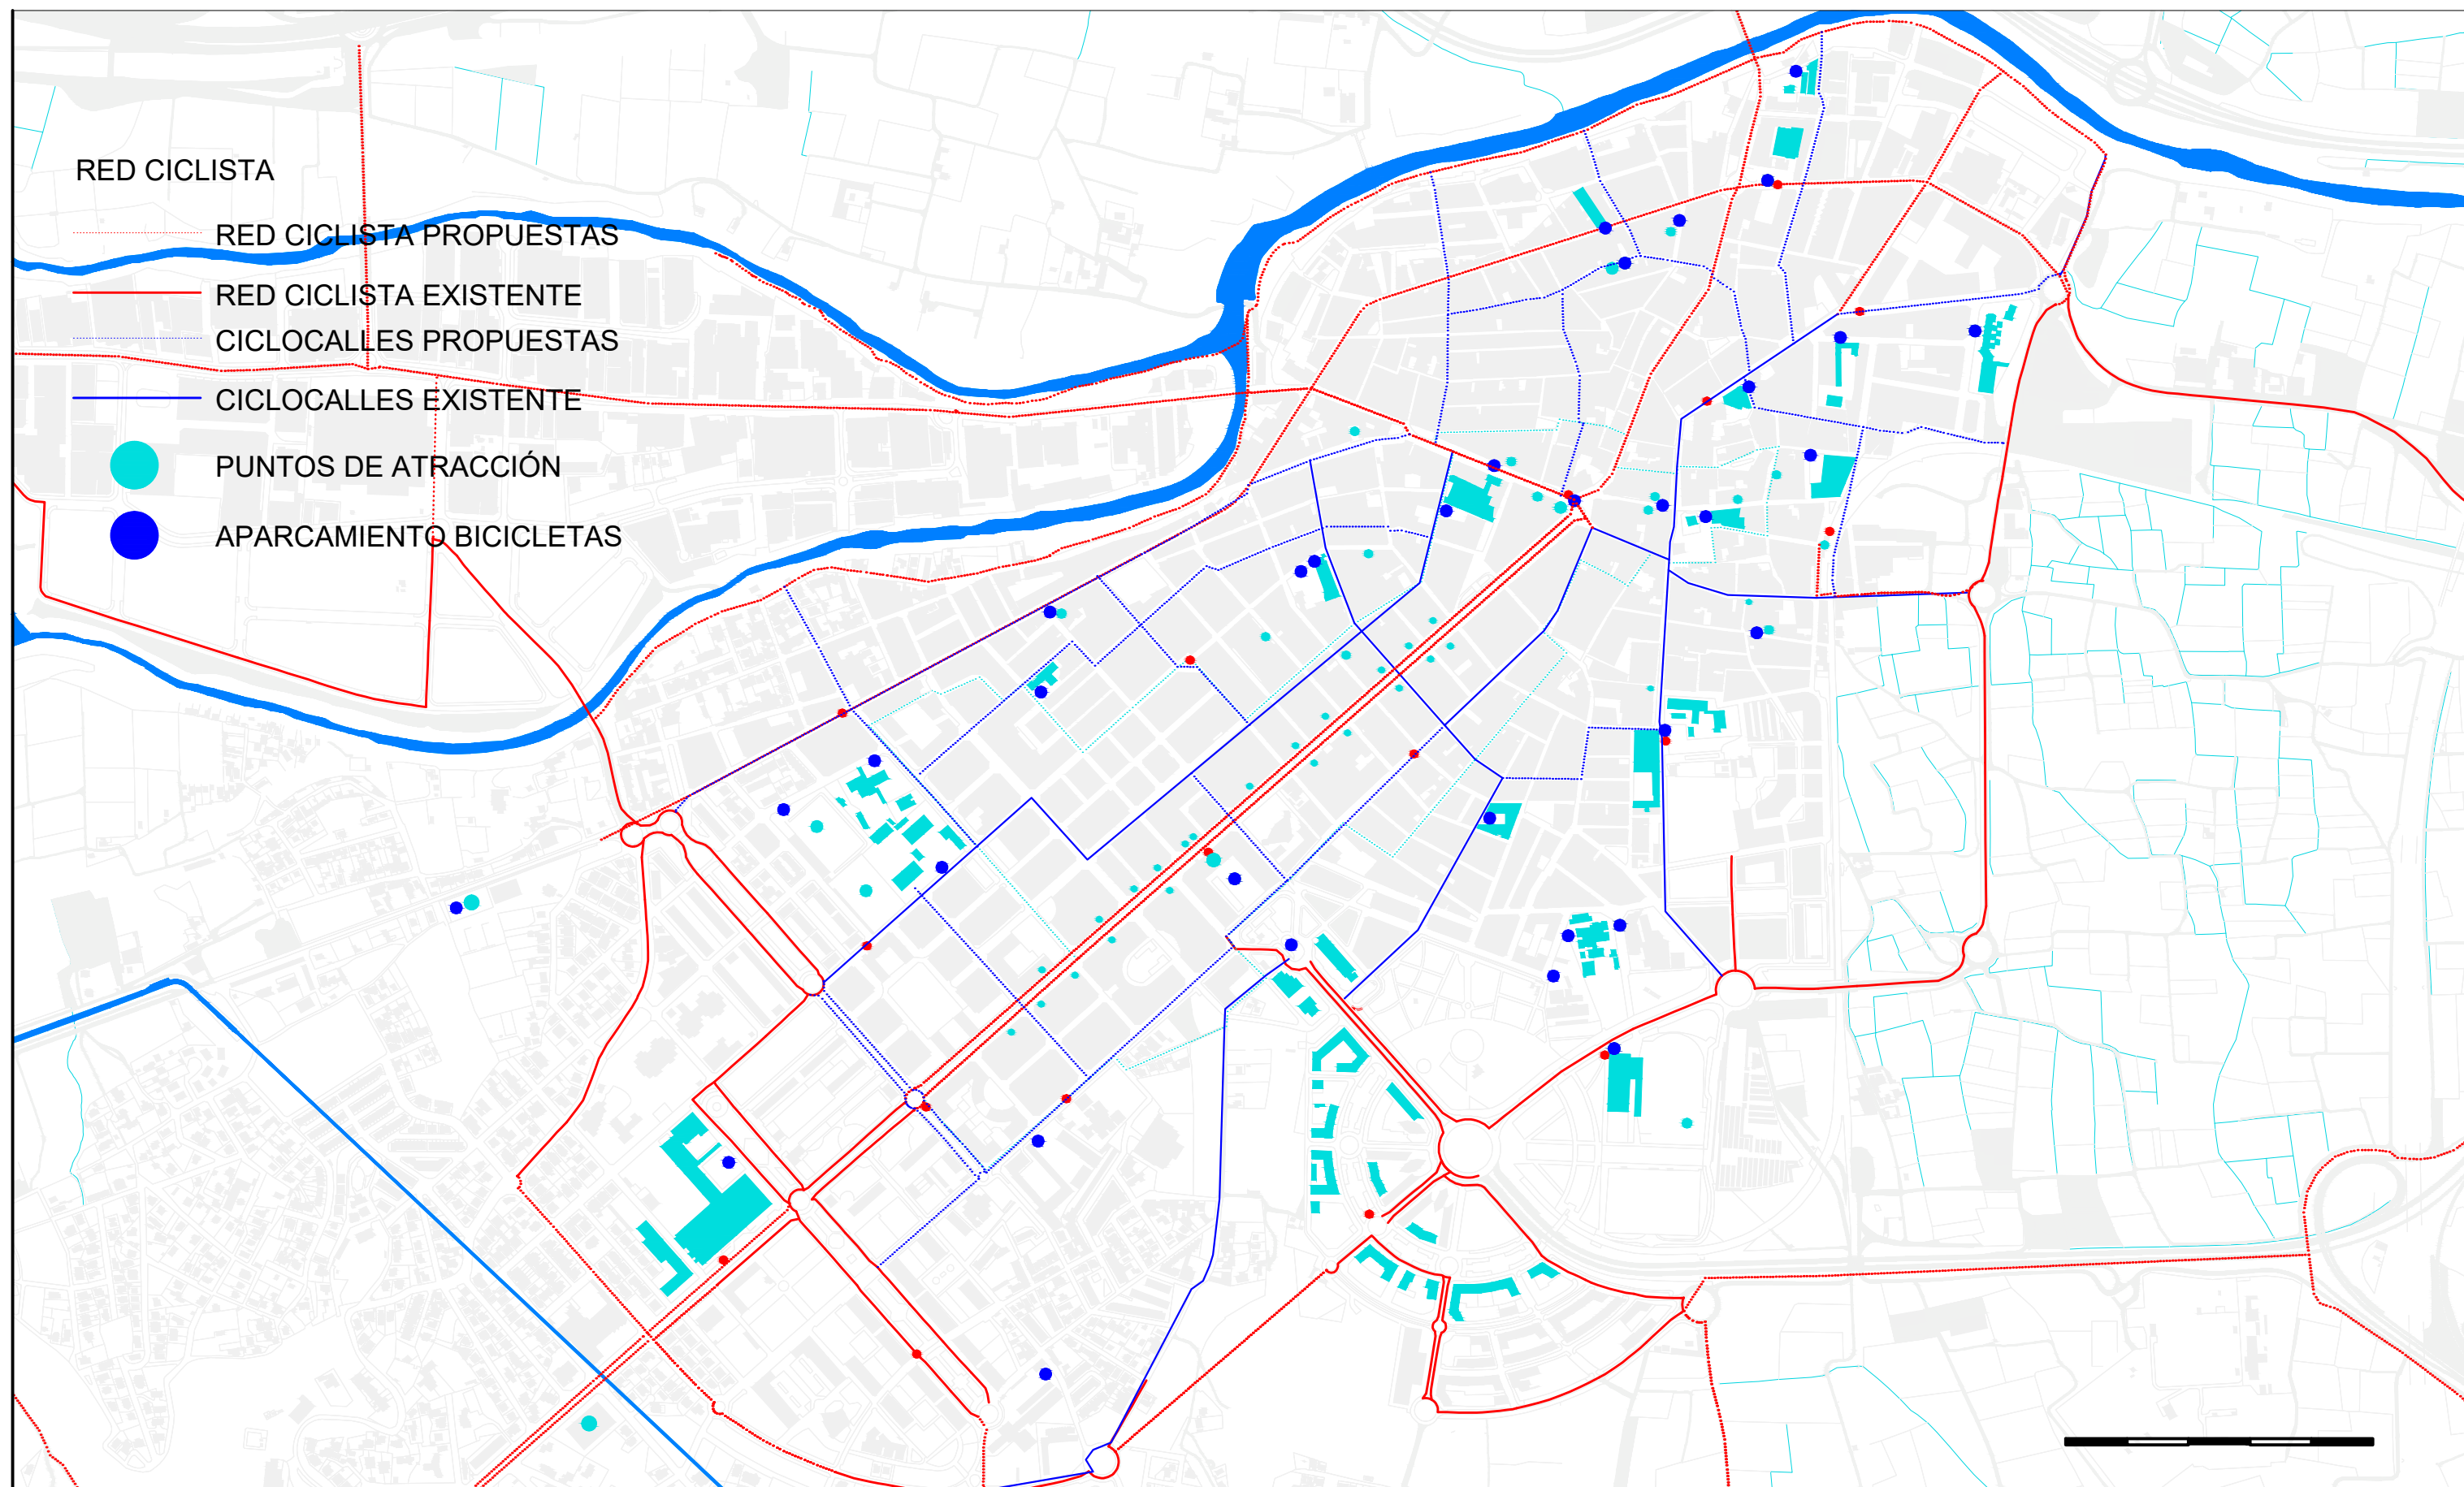 RED CICLISTA
RED CICLISTA PROPUESTAS
RED CICLISTA EXISTENTE
CICLOCALLES PROPUESTAS
CICLOCALLES EXISTENTE
PUNTOS DE ATRACCIÓN
APARCAMIENTO BICICLETAS